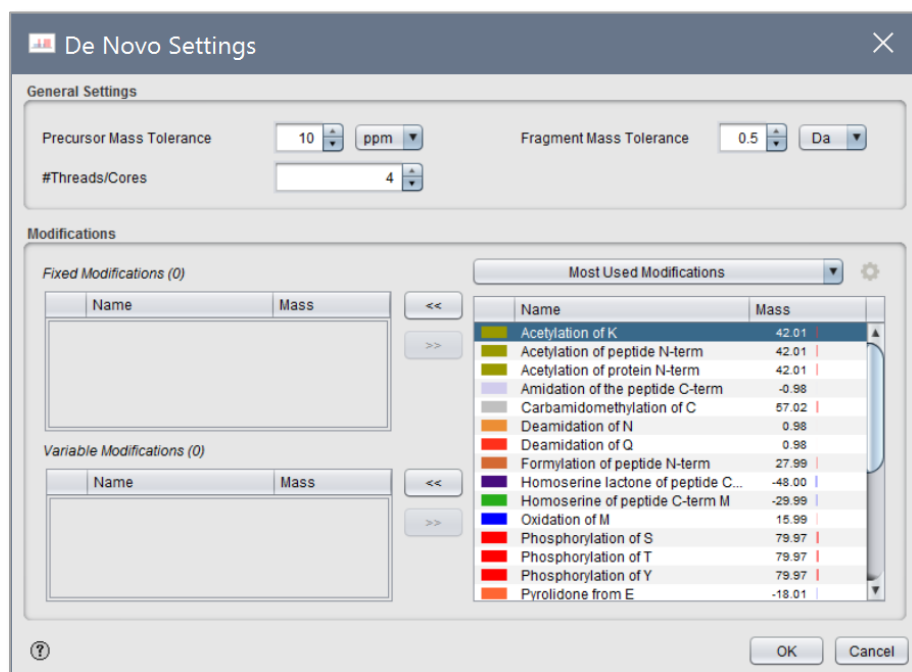 De Novo Settings
General Settings
Precursor Mass Tolerance 10 ppm Fragment Mass Tolerance 0.5 Da
#Threads/Cores 4
Modifications
Fixed Modifications (0)
Name Mass
<<
>>
Variable Modifications (0)
Name Mass
<<
>>
Most Used Modifications
Name Mass
Acetylation of K 42.01
Acetylation of peptide N-term 42.01
Acetylation of protein N-term 42.01
Amidation of the peptide C-term -0.98
Carbamidomethylation of C 57.02
Deamidation of N 0.98
Deamidation of Q 0.98
Formylation of peptide N-term 27.99
Homoserine lactone of peptide C... -48.00
Homoserine of peptide C-term M -29.99
Oxidation of M 15.99
Phosphorylation of S 79.97
Phosphorylation of T 79.97
Phosphorylation of Y 79.97
Pyrolidone from E -18.01
? OK Cancel